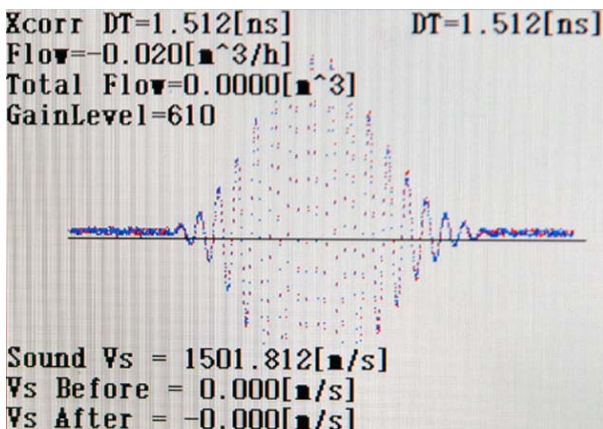 Xcorr DT=1.512[ns] DT=1.512[ns]
Flow=-0.020[m^3/h]
Total Flow=0.0000[m^3]
GainLevel=610
Sound Vs = 1501.812[m/s]
Vs Before = 0.000[m/s]
Vs After = -0.000[m/s]